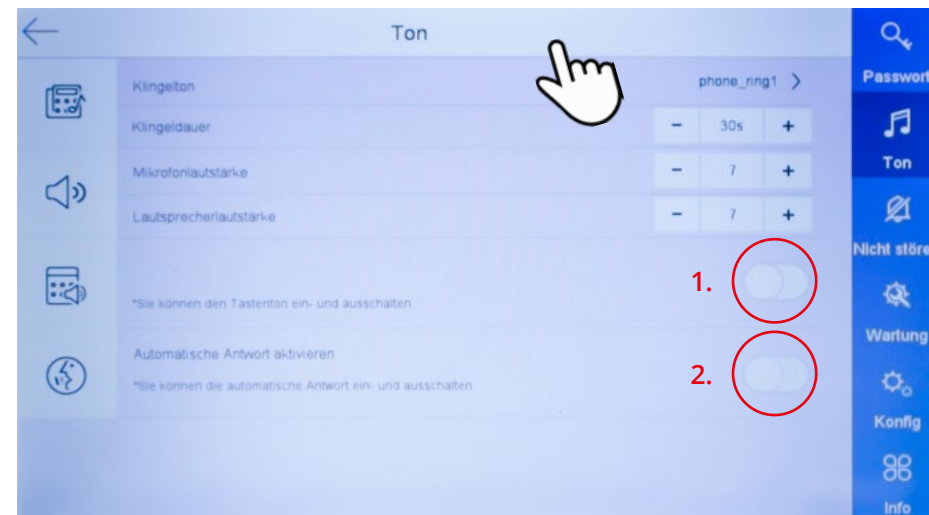 Ton
Klingelton
phone_ring1 >
Klingeldauer
- 30s +
Mikrofonlautstarke
- 7 +
Lautsprecherlautstärke
- 7 +
1.
*Sie können den Tastenton ein- und ausschalten
Automatische Antwort aktivieren
*Sie können die automatische Antwort ein- und ausschalten
2.
Passwort
Ton
Nicht störe
Wartung
Konfig
Info